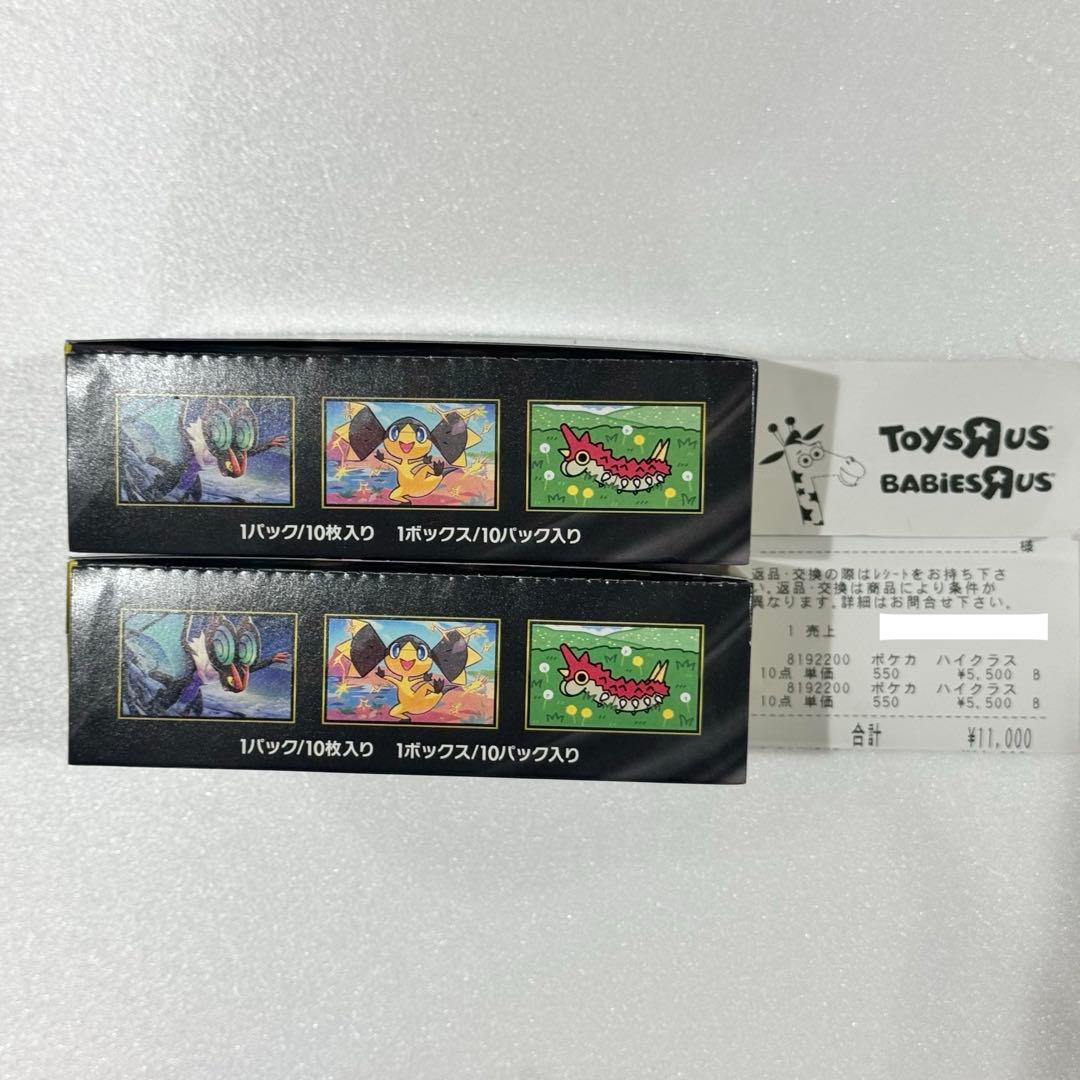 1パック/10枚入り 1ボックス/10パック入り
1パック/10枚入り 1ボックス/10パック入り
TOYSЯUS
BABIESЯUS
様
返品・交換の際はﾚｼｰﾄをお持ち下さ
い。返品・交換は商品により条件が
異なります。詳細はお問合せ下さい。
1 売上
8192200 ポケカ ハイクラス
10点 単価 550 ¥5,500 B
8192200 ポケカ ハイクラス
10点 単価 550 ¥5,500 B
合計 ¥11,000